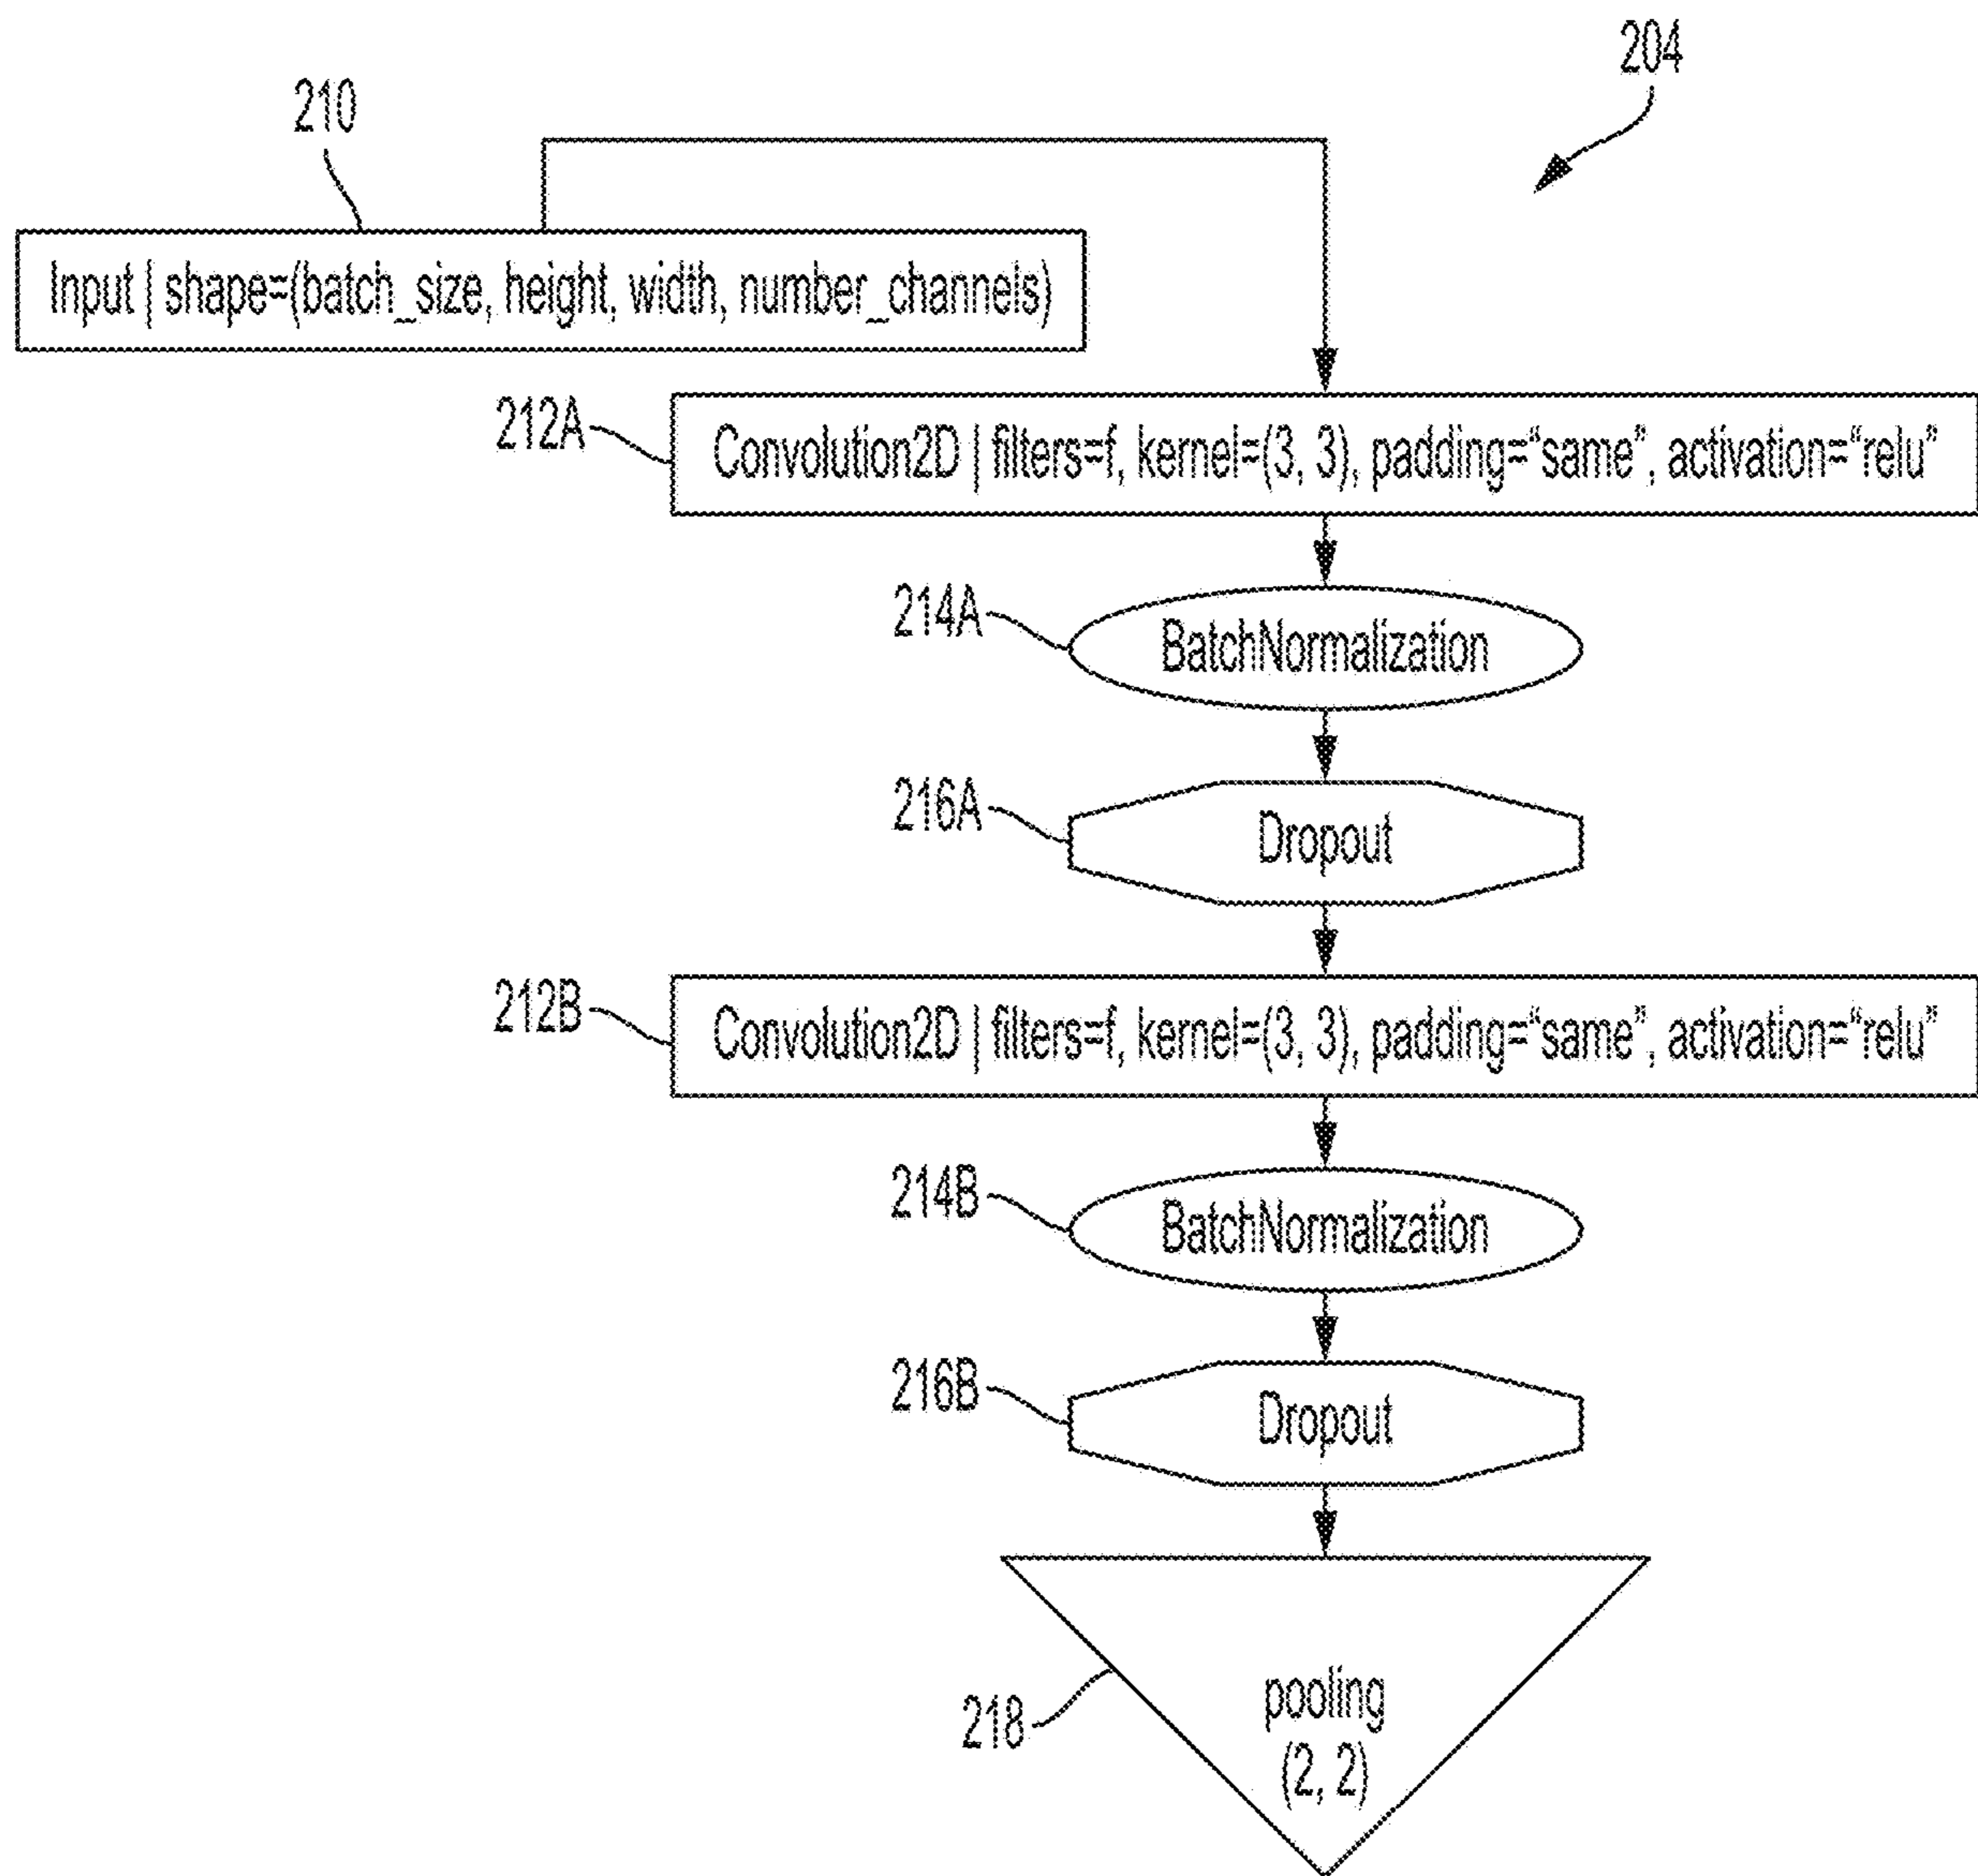 204
210
Input | shape=(batch_size, height, width, number_channels)
212A
Convolution2D | filters=f, kernel=(3, 3), padding=“same”, activation=“relu”
214A
BatchNormalization
216A
Dropout
212B
Convolution2D | filters=f, kernel=(3, 3), padding=“same”, activation=“relu”
214B
BatchNormalization
216B
Dropout
218
pooling
(2, 2)